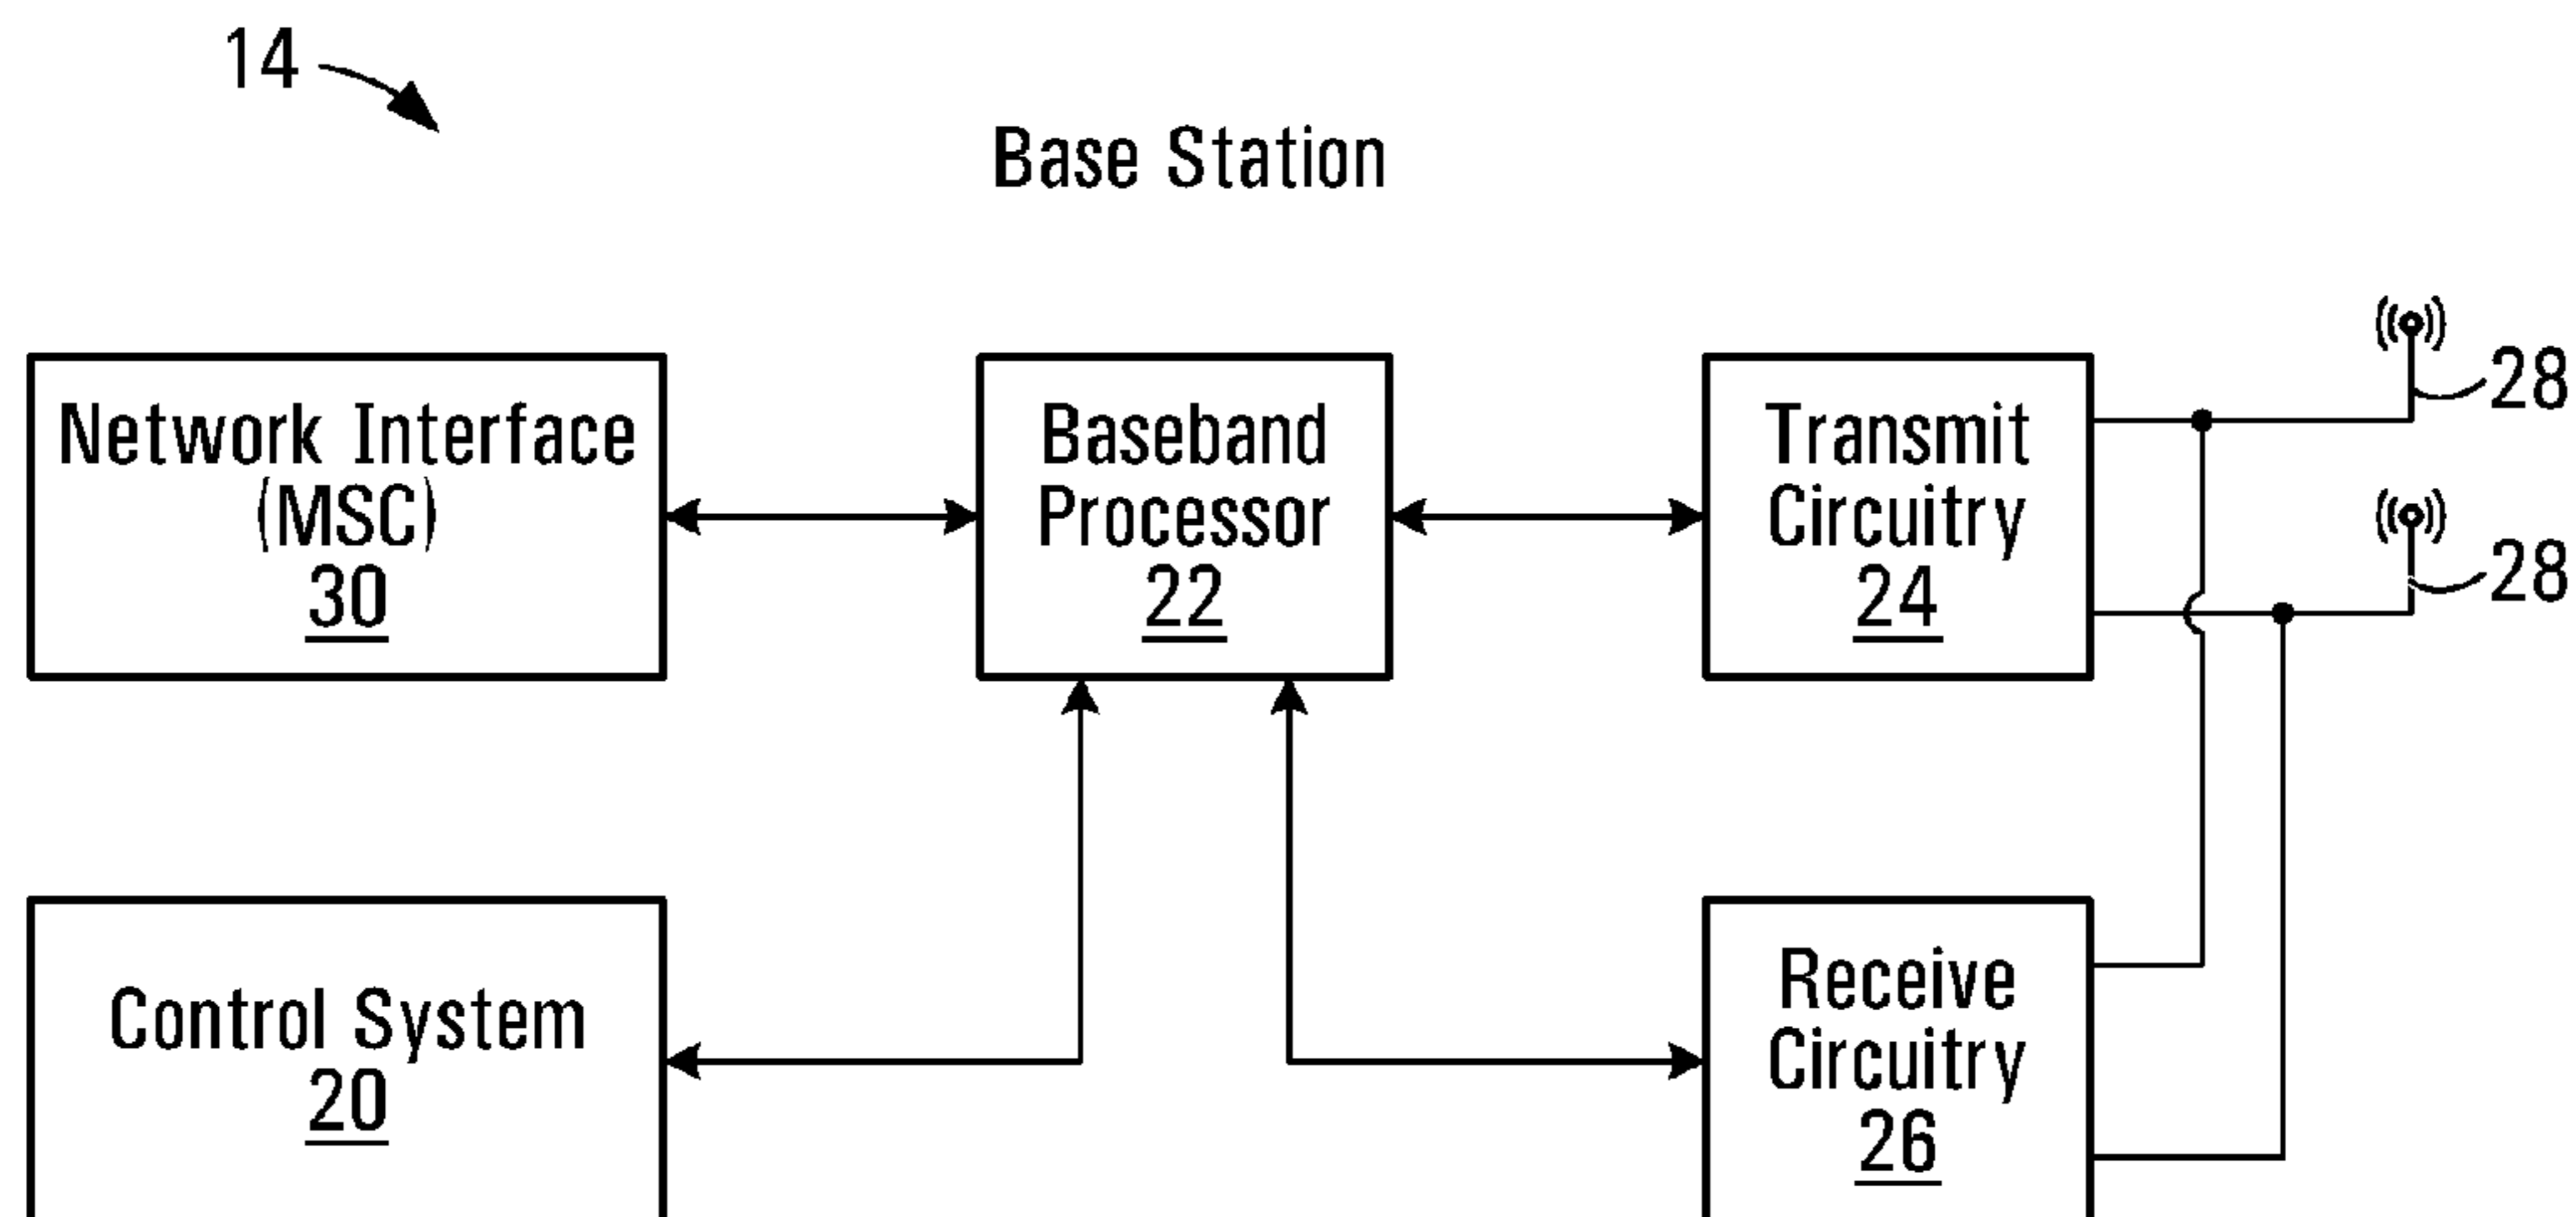 14
Base Station
Network Interface
(MSC)
30
Baseband
Processor
22
Transmit
Circuitry
24
28
28
Control System
20
Receive
Circuitry
26